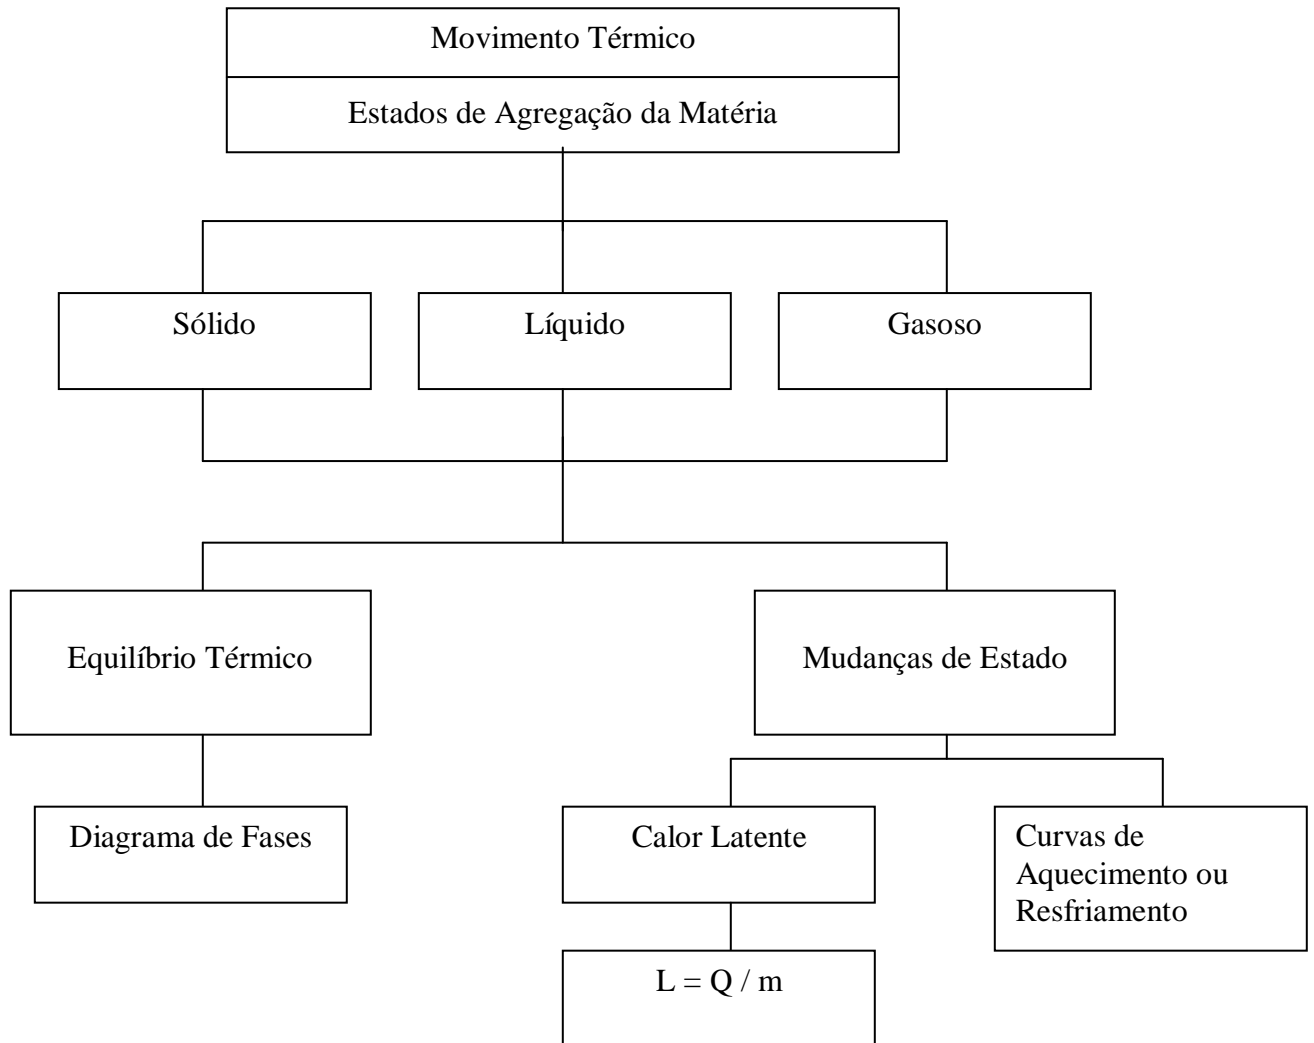 Movimento Térmico
Estados de Agregação da Matéria
Sólido
Líquido
Gasoso
Equilíbrio Térmico
Mudanças de Estado
Diagrama de Fases
Calor Latente
Curvas de
Aquecimento ou
Resfriamento
L = Q / m